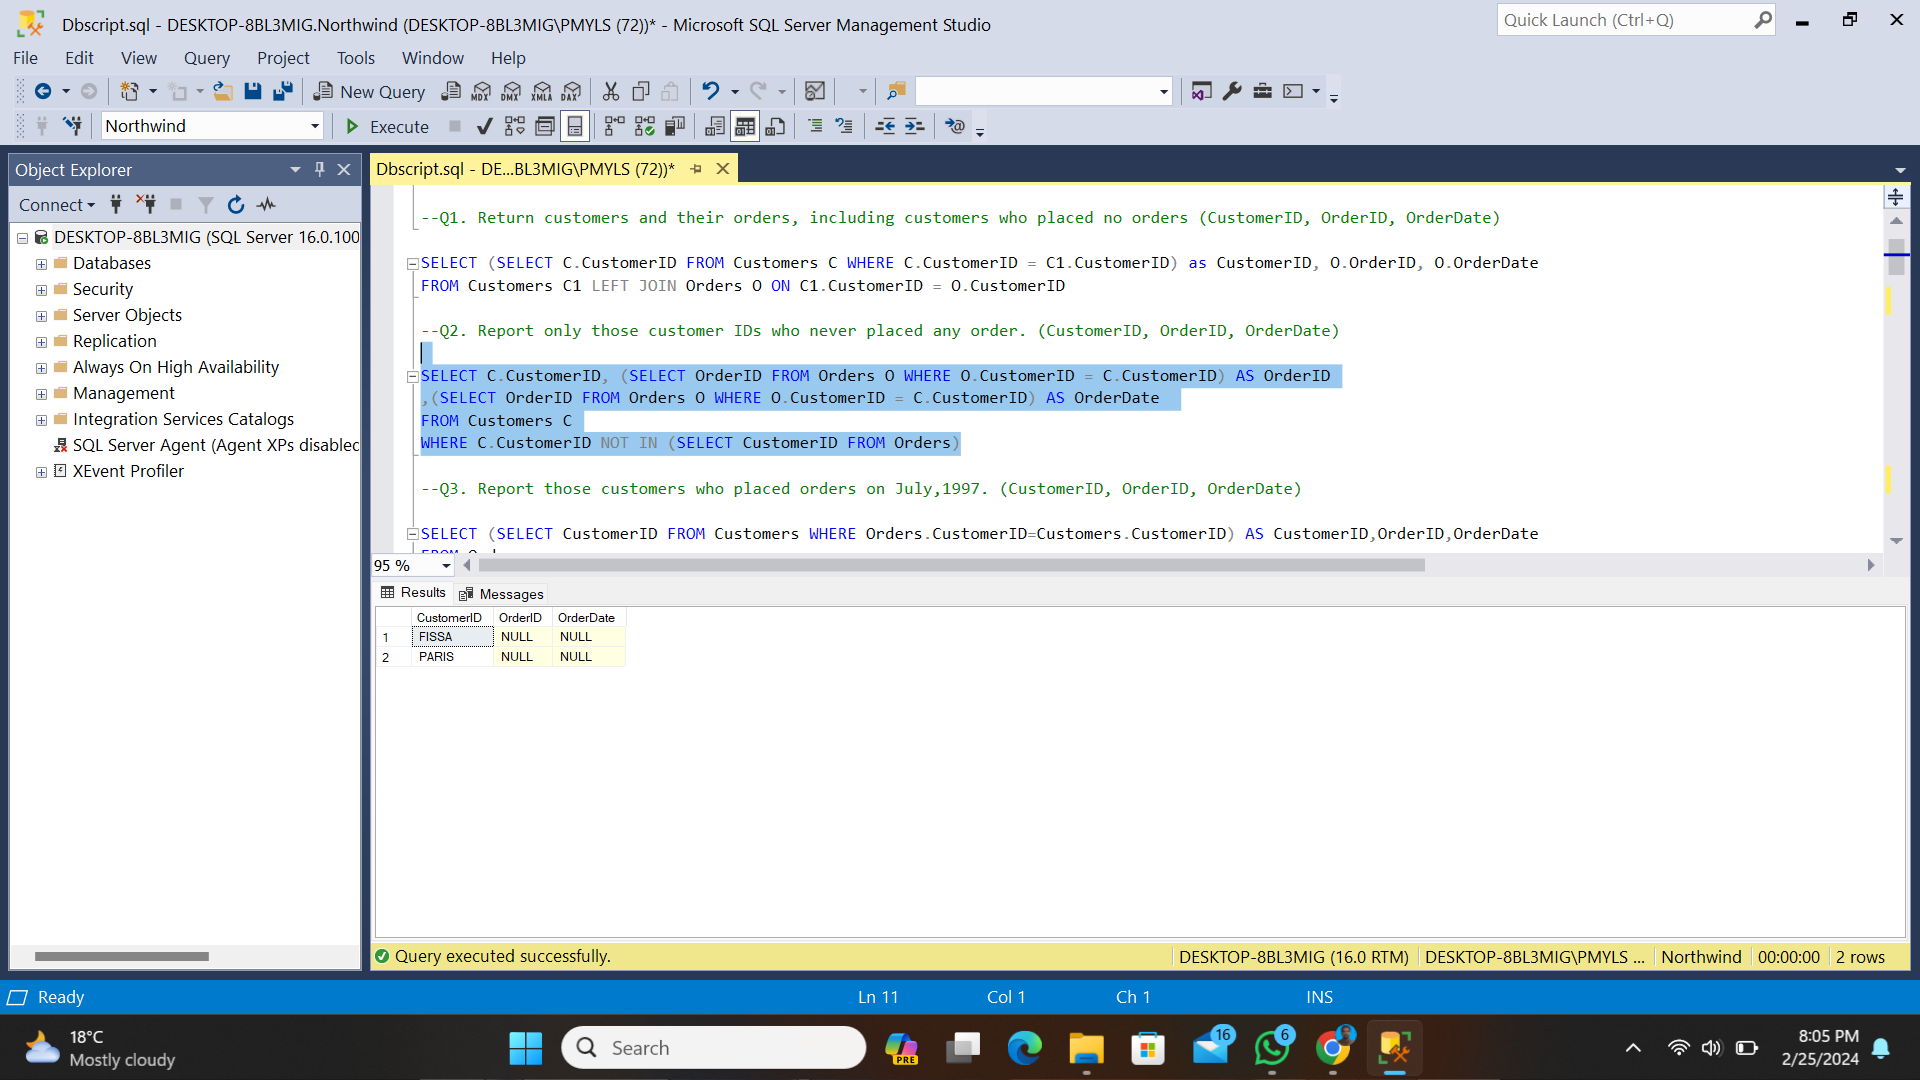 Dbscript.sql - DESKTOP-8BL3MIG.Northwind (DESKTOP-8BL3MIG\PMYLS (72))* - Microsoft SQL Server Management Studio
Quick Launch (Ctrl+Q)
File Edit View Query Project Tools Window Help
New Query
MDX DMX XMLA DAX
Northwind
Execute
Object Explorer
Dbscript.sql - DE...BL3MIG\PMYLS (72))*
Connect
DESKTOP-8BL3MIG (SQL Server 16.0.100
Databases
Security
Server Objects
Replication
Always On High Availability
Management
Integration Services Catalogs
SQL Server Agent (Agent XPs disabled
XEvent Profiler
--Q1. Return customers and their orders, including customers who placed no orders (CustomerID, OrderID, OrderDate)
SELECT (SELECT C.CustomerID FROM Customers C WHERE C.CustomerID = C1.CustomerID) as CustomerID, O.OrderID, O.OrderDate
FROM Customers C1 LEFT JOIN Orders O ON C1.CustomerID = O.CustomerID
--Q2. Report only those customer IDs who never placed any order. (CustomerID, OrderID, OrderDate)
SELECT C.CustomerID, (SELECT OrderID FROM Orders O WHERE O.CustomerID = C.CustomerID) AS OrderID
,(SELECT OrderID FROM Orders O WHERE O.CustomerID = C.CustomerID) AS OrderDate
FROM Customers C
WHERE C.CustomerID NOT IN (SELECT CustomerID FROM Orders)
--Q3. Report those customers who placed orders on July,1997. (CustomerID, OrderID, OrderDate)
SELECT (SELECT CustomerID FROM Customers WHERE Orders.CustomerID=Customers.CustomerID) AS CustomerID,OrderID,OrderDate
95 %
Results Messages
CustomerID OrderID OrderDate
1 FISSA NULL NULL
2 PARIS NULL NULL
Query executed successfully.
DESKTOP-8BL3MIG (16.0 RTM) DESKTOP-8BL3MIG\PMYLS ... Northwind 00:00:00 2 rows
Ready Ln 11 Col 1 Ch 1 INS
18°C
Mostly cloudy
Search
PRE
16
6
8:05 PM
2/25/2024